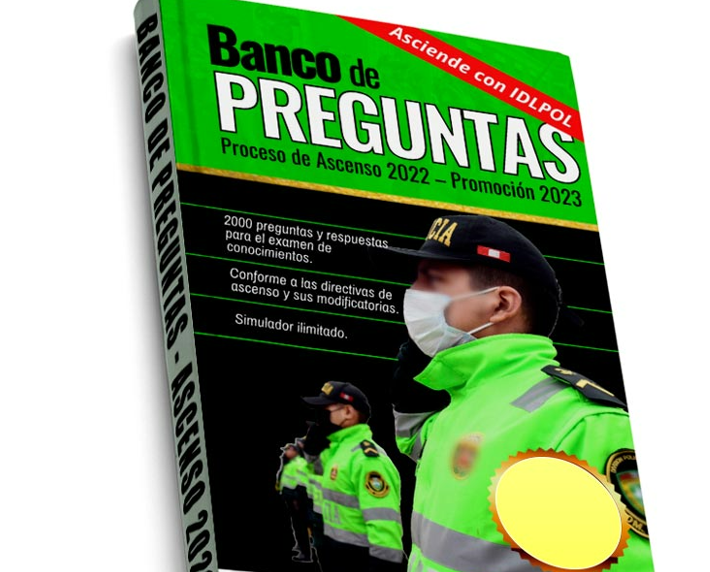 Asciende con IDLPOL
Banco de
PREGUNTAS
Proceso de Ascenso 2022 – Promoción 2023
2000 preguntas y respuestas
para el examen de
conocimientos.
Conforme a las directivas de
ascenso y sus modificatorias.
Simulador ilimitado.
BANCO DE PREGUNTAS - ASCENSO 202
CIA